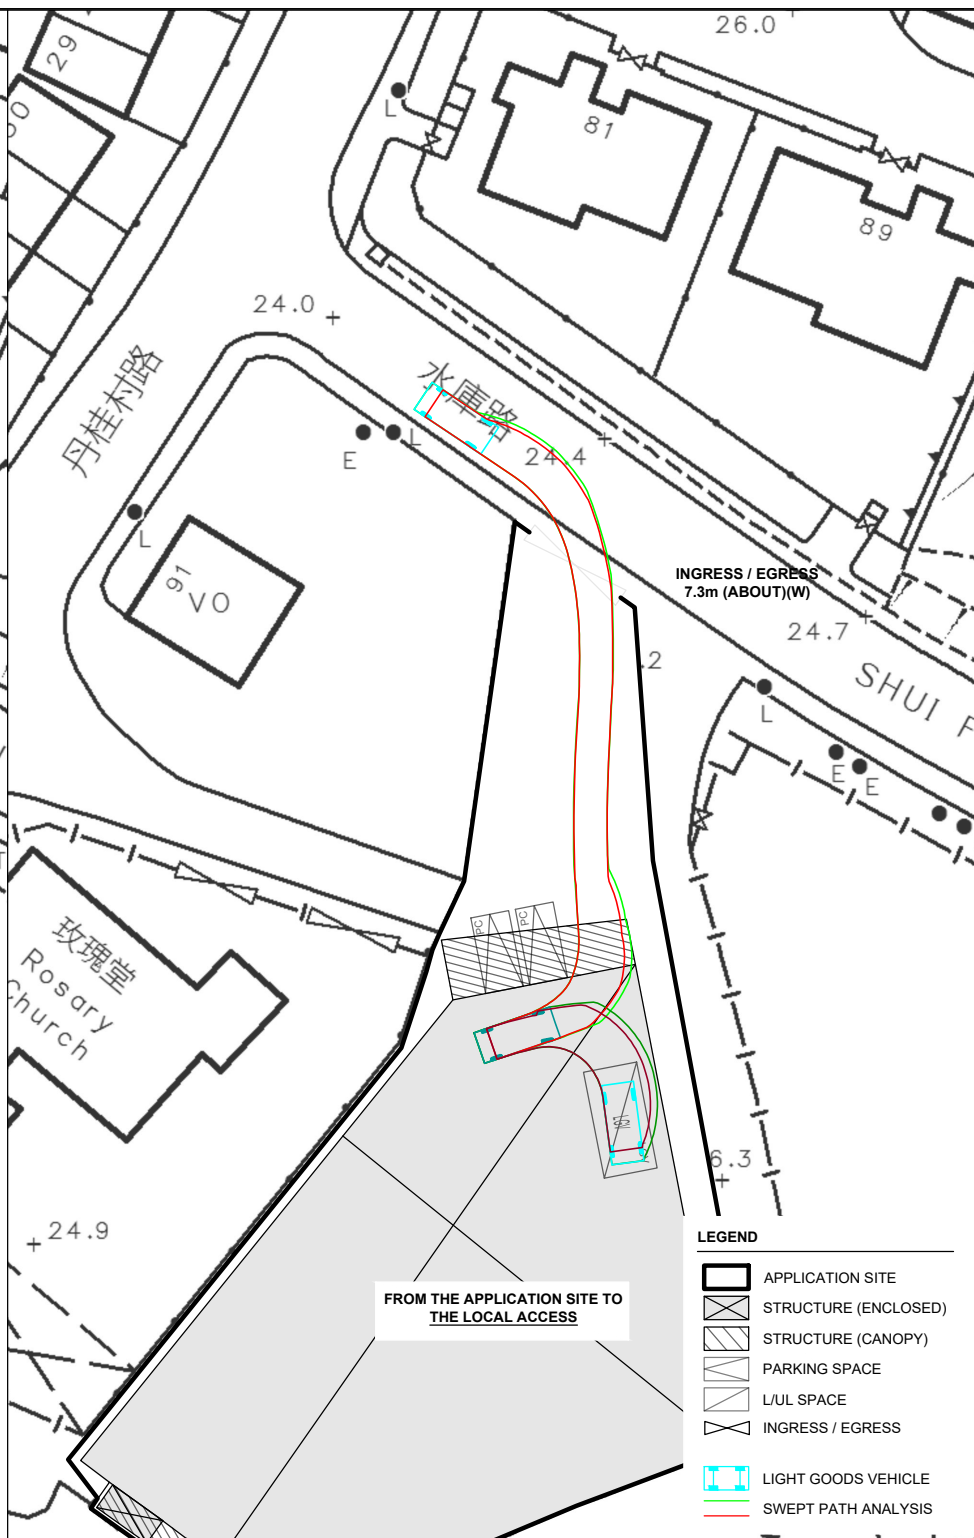 26.0
29
L
81
89
24.0
丹桂村路
水庫路
E
L
24.4
L
91
VO
INGRESS / EGRESS
7.3m (ABOUT)(W)
24.7
.2
SHUI F
L
E
E
PC
PC
玫瑰堂
Rosary
Church
6.3
24.9
FROM THE APPLICATION SITE TO
THE LOCAL ACCESS
LEGEND
APPLICATION SITE
STRUCTURE (ENCLOSED)
STRUCTURE (CANOPY)
PARKING SPACE
L/UL SPACE
INGRESS / EGRESS
LIGHT GOODS VEHICLE
SWEPT PATH ANALYSIS